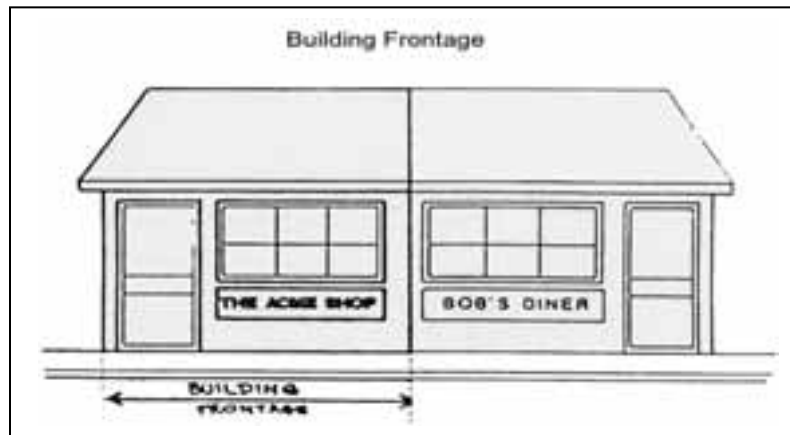 Building Frontage
THE ACME SHOP
BOB'S DINER
BUILDING
FRONTAGE